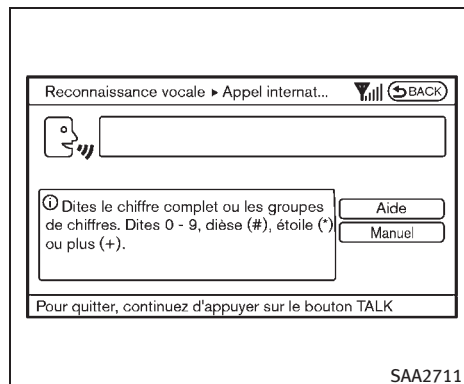 Reconnaissance vocale ▸ Appel internat... BACK
ⓘ Dites le chiffre complet ou les groupes
de chiffres. Dites 0 - 9, dièse (#), étoile (*)
ou plus (+).
Aide
Manuel
Pour quitter, continuez d'appuyer sur le bouton TALK
SAA2711